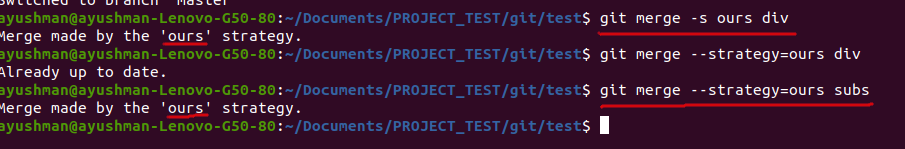 Switched to branch 'master'
ayushman@ayushman-Lenovo-G50-80:~/Documents/PROJECT_TEST/git/test$ git merge -s ours div
Merge made by the 'ours' strategy.
ayushman@ayushman-Lenovo-G50-80:~/Documents/PROJECT_TEST/git/test$ git merge --strategy=ours div
Already up to date.
ayushman@ayushman-Lenovo-G50-80:~/Documents/PROJECT_TEST/git/test$ git merge --strategy=ours subs
Merge made by the 'ours' strategy.
ayushman@ayushman-Lenovo-G50-80:~/Documents/PROJECT_TEST/git/test$